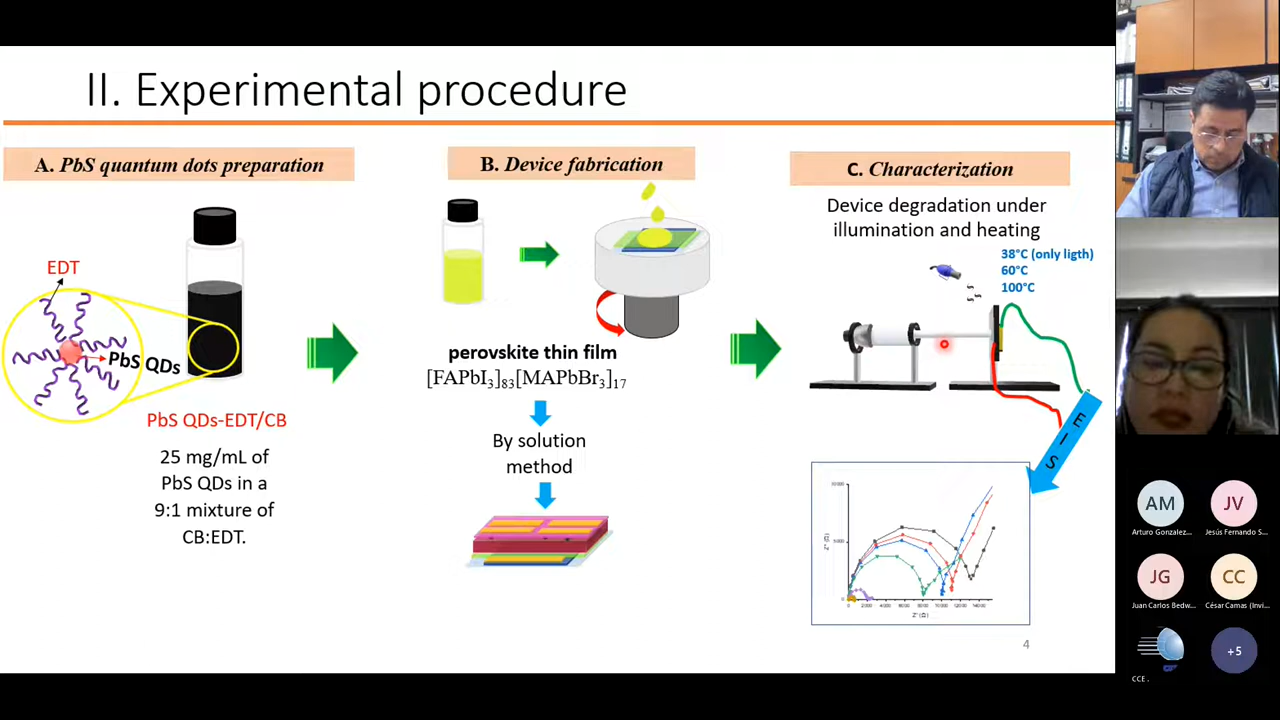 II. Experimental procedure
A. PbS quantum dots preparation
EDT
PbS QDs
PbS QDs-EDT/CB
25 mg/mL of
PbS QDs in a
9:1 mixture of
CB:EDT.
B. Device fabrication
perovskite thin film
[FAPbI₃]₈₃[MAPbBr₃]₁₇
By solution
method
C. Characterization
Device degradation under
illumination and heating
38°C (only ligth)
60°C
100°C
EIS
Z'' (Ω)
Z' (Ω)
4
AM
Arturo Gonzalez...
JV
Jesús Fernando S...
JG
Juan Carlos Bedw...
CC
César Camas (Invi...
CCE .
+5